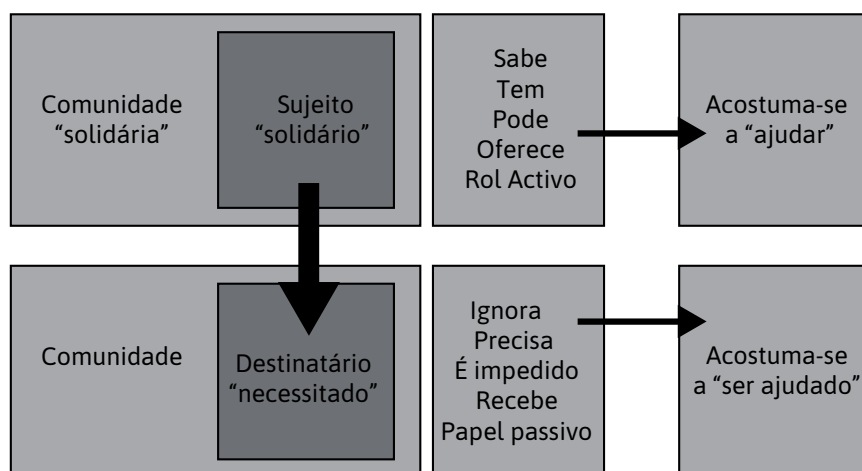 Comunidade
“solidária”
Sujeito
“solidário”
Sabe
Tem
Pode
Oferece
Rol Activo
Acostuma-se
a “ajudar”
Comunidade
Destinatário
“necessitado”
Ignora
Precisa
É impedido
Recebe
Papel passivo
Acostuma-se
a “ser ajudado”